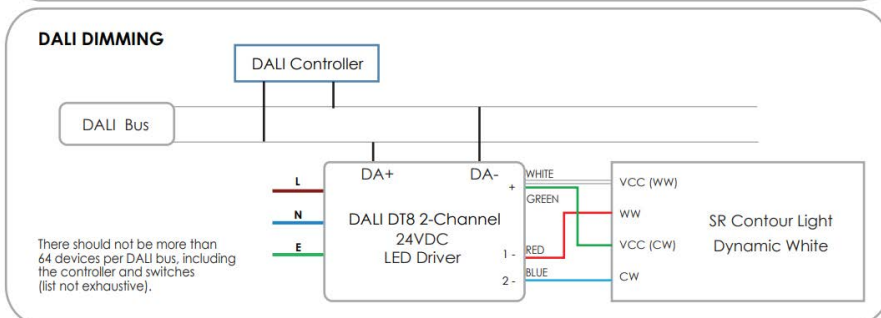 DALI DIMMING
DALI Controller
DALI Bus
DA+
DA-
L
N
E
+
1 -
2 -
DALI DT8 2-Channel
24VDC
LED Driver
WHITE
GREEN
RED
BLUE
VCC (WW)
WW
VCC (CW)
CW
SR Contour Light
Dynamic White
There should not be more than
64 devices per DALI bus, including
the controller and switches
(list not exhaustive).